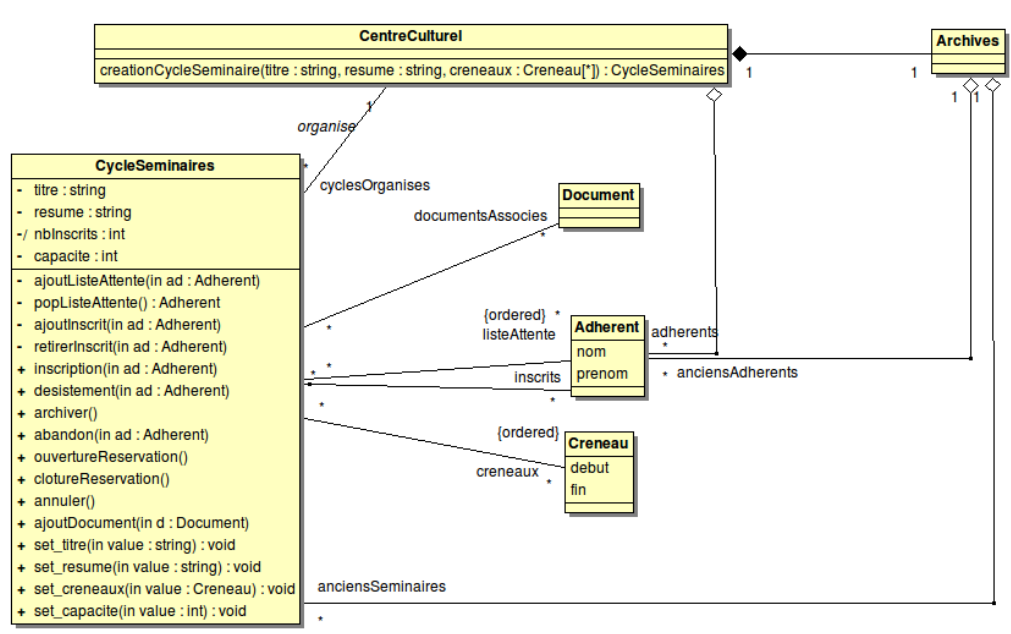 CentreCulturel
creationCycleSeminaire(titre : string, resume : string, creneaux : Creneau[*]) : CycleSeminaires
Archives
1
1
1
1
1
organise
*
cyclesOrganises
CycleSeminaires
- titre : string
- resume : string
-/ nbInscrits : int
- capacite : int
- ajoutListeAttente(in ad : Adherent)
- popListeAttente() : Adherent
- ajoutInscrit(in ad : Adherent)
- retirerInscrit(in ad : Adherent)
+ inscription(in ad : Adherent)
+ desistement(in ad : Adherent)
+ archiver()
+ abandon(in ad : Adherent)
+ ouvertureReservation()
+ clotureReservation()
+ annuler()
+ ajoutDocument(in d : Document)
+ set_titre(in value : string) : void
+ set_resume(in value : string) : void
+ set_creneaux(in value : Creneau) : void
+ set_capacite(in value : int) : void
Document
documentsAssocies
*
*
{ordered} *
listeAttente
Adherent
nom
prenom
adherents
*
* anciensAdherents
* *
inscrits
*
*
{ordered}
Creneau
debut
fin
creneaux
*
anciensSeminaires
*